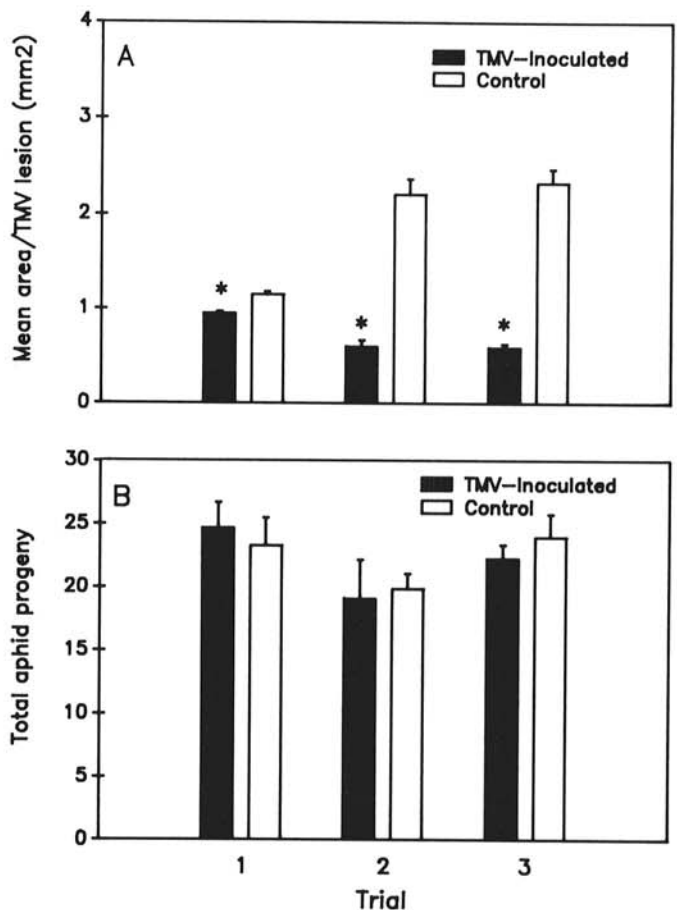 A
TMV-Inoculated
Control
Mean area/TMV lesion (mm2)
4
3
2
1
0
*
*
*
B
TMV-Inoculated
Control
Total aphid progeny
30
25
20
15
10
5
0
1 2 3
Trial